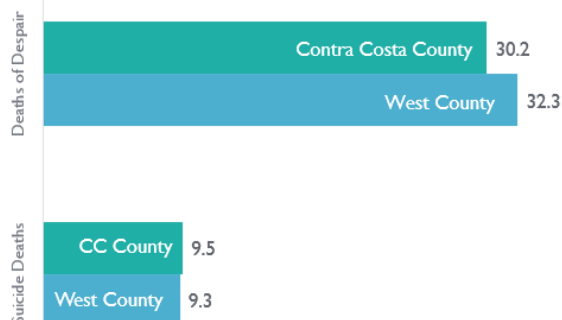 Deaths of Despair
Contra Costa County 30.2
West County 32.3
Suicide Deaths
CC County 9.5
West County 9.3